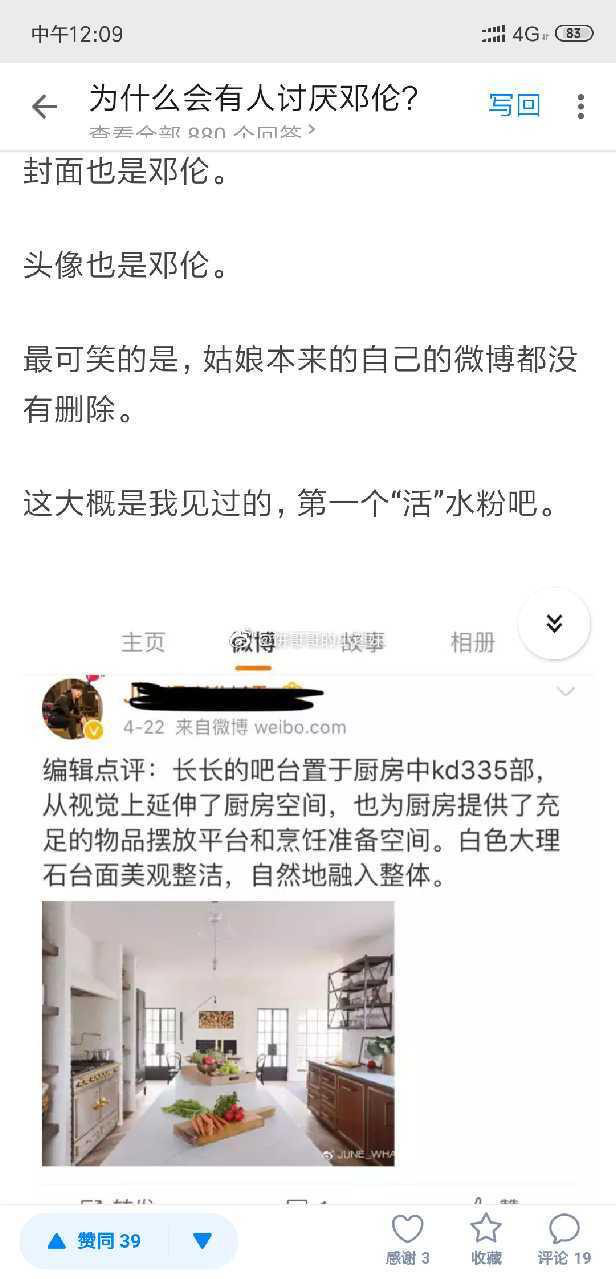 中午12:09
4G
83
为什么会有人讨厌邓伦?
写回
查看全部 880 个回答 >
封面也是邓伦。
头像也是邓伦。
最可笑的是, 姑娘本来的自己的微博都没
有删除。
这大概是我见过的, 第一个“活”水粉吧。
主页
微博
故事
相册
4-22 来自微博 weibo.com
编辑点评：长长的吧台置于厨房中kd335部，
从视觉上延伸了厨房空间，也为厨房提供了充
足的物品摆放平台和烹饪准备空间。白色大理
石台面美观整洁，自然地融入整体。
JUNE_WHA
赞同 39
感谢 3
收藏
评论 19